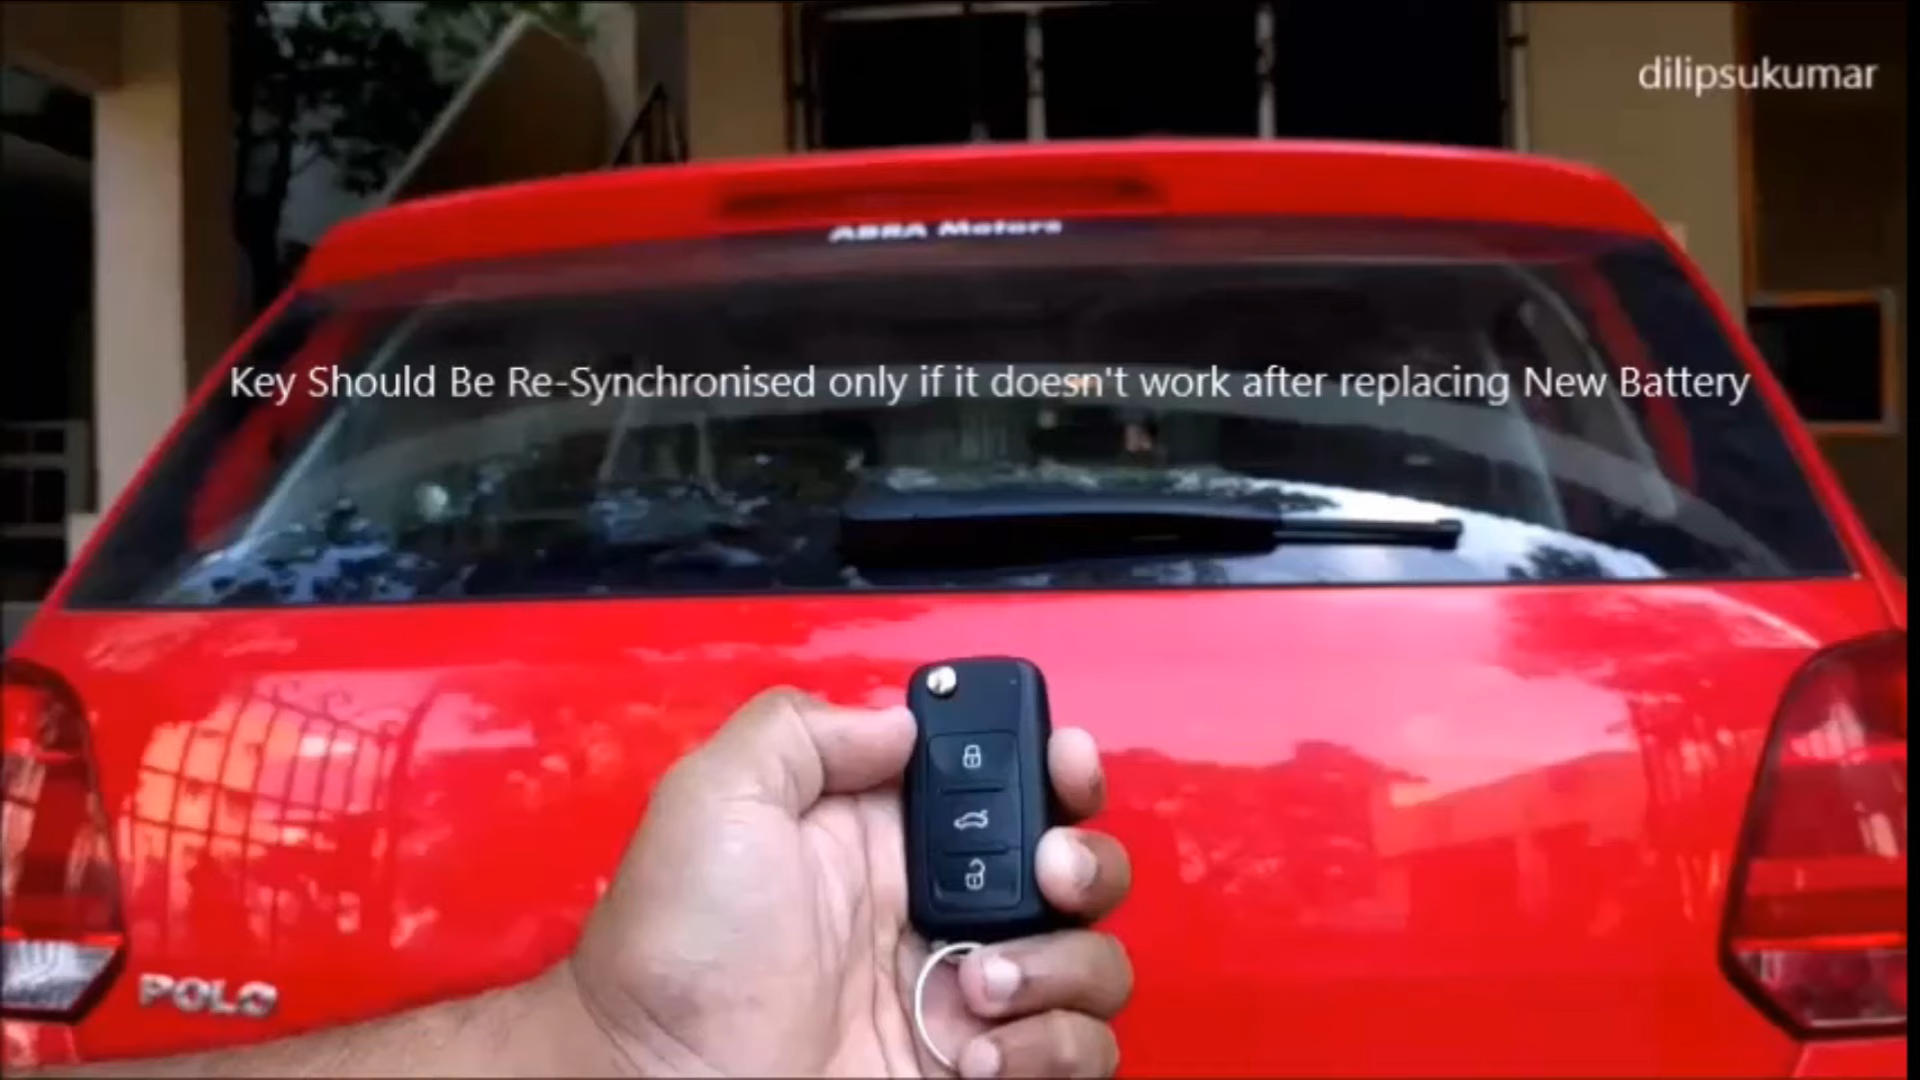 dilipsukumar
ABRA Motors
Key Should Be Re-Synchronised only if it doesn't work after replacing New Battery
POLO